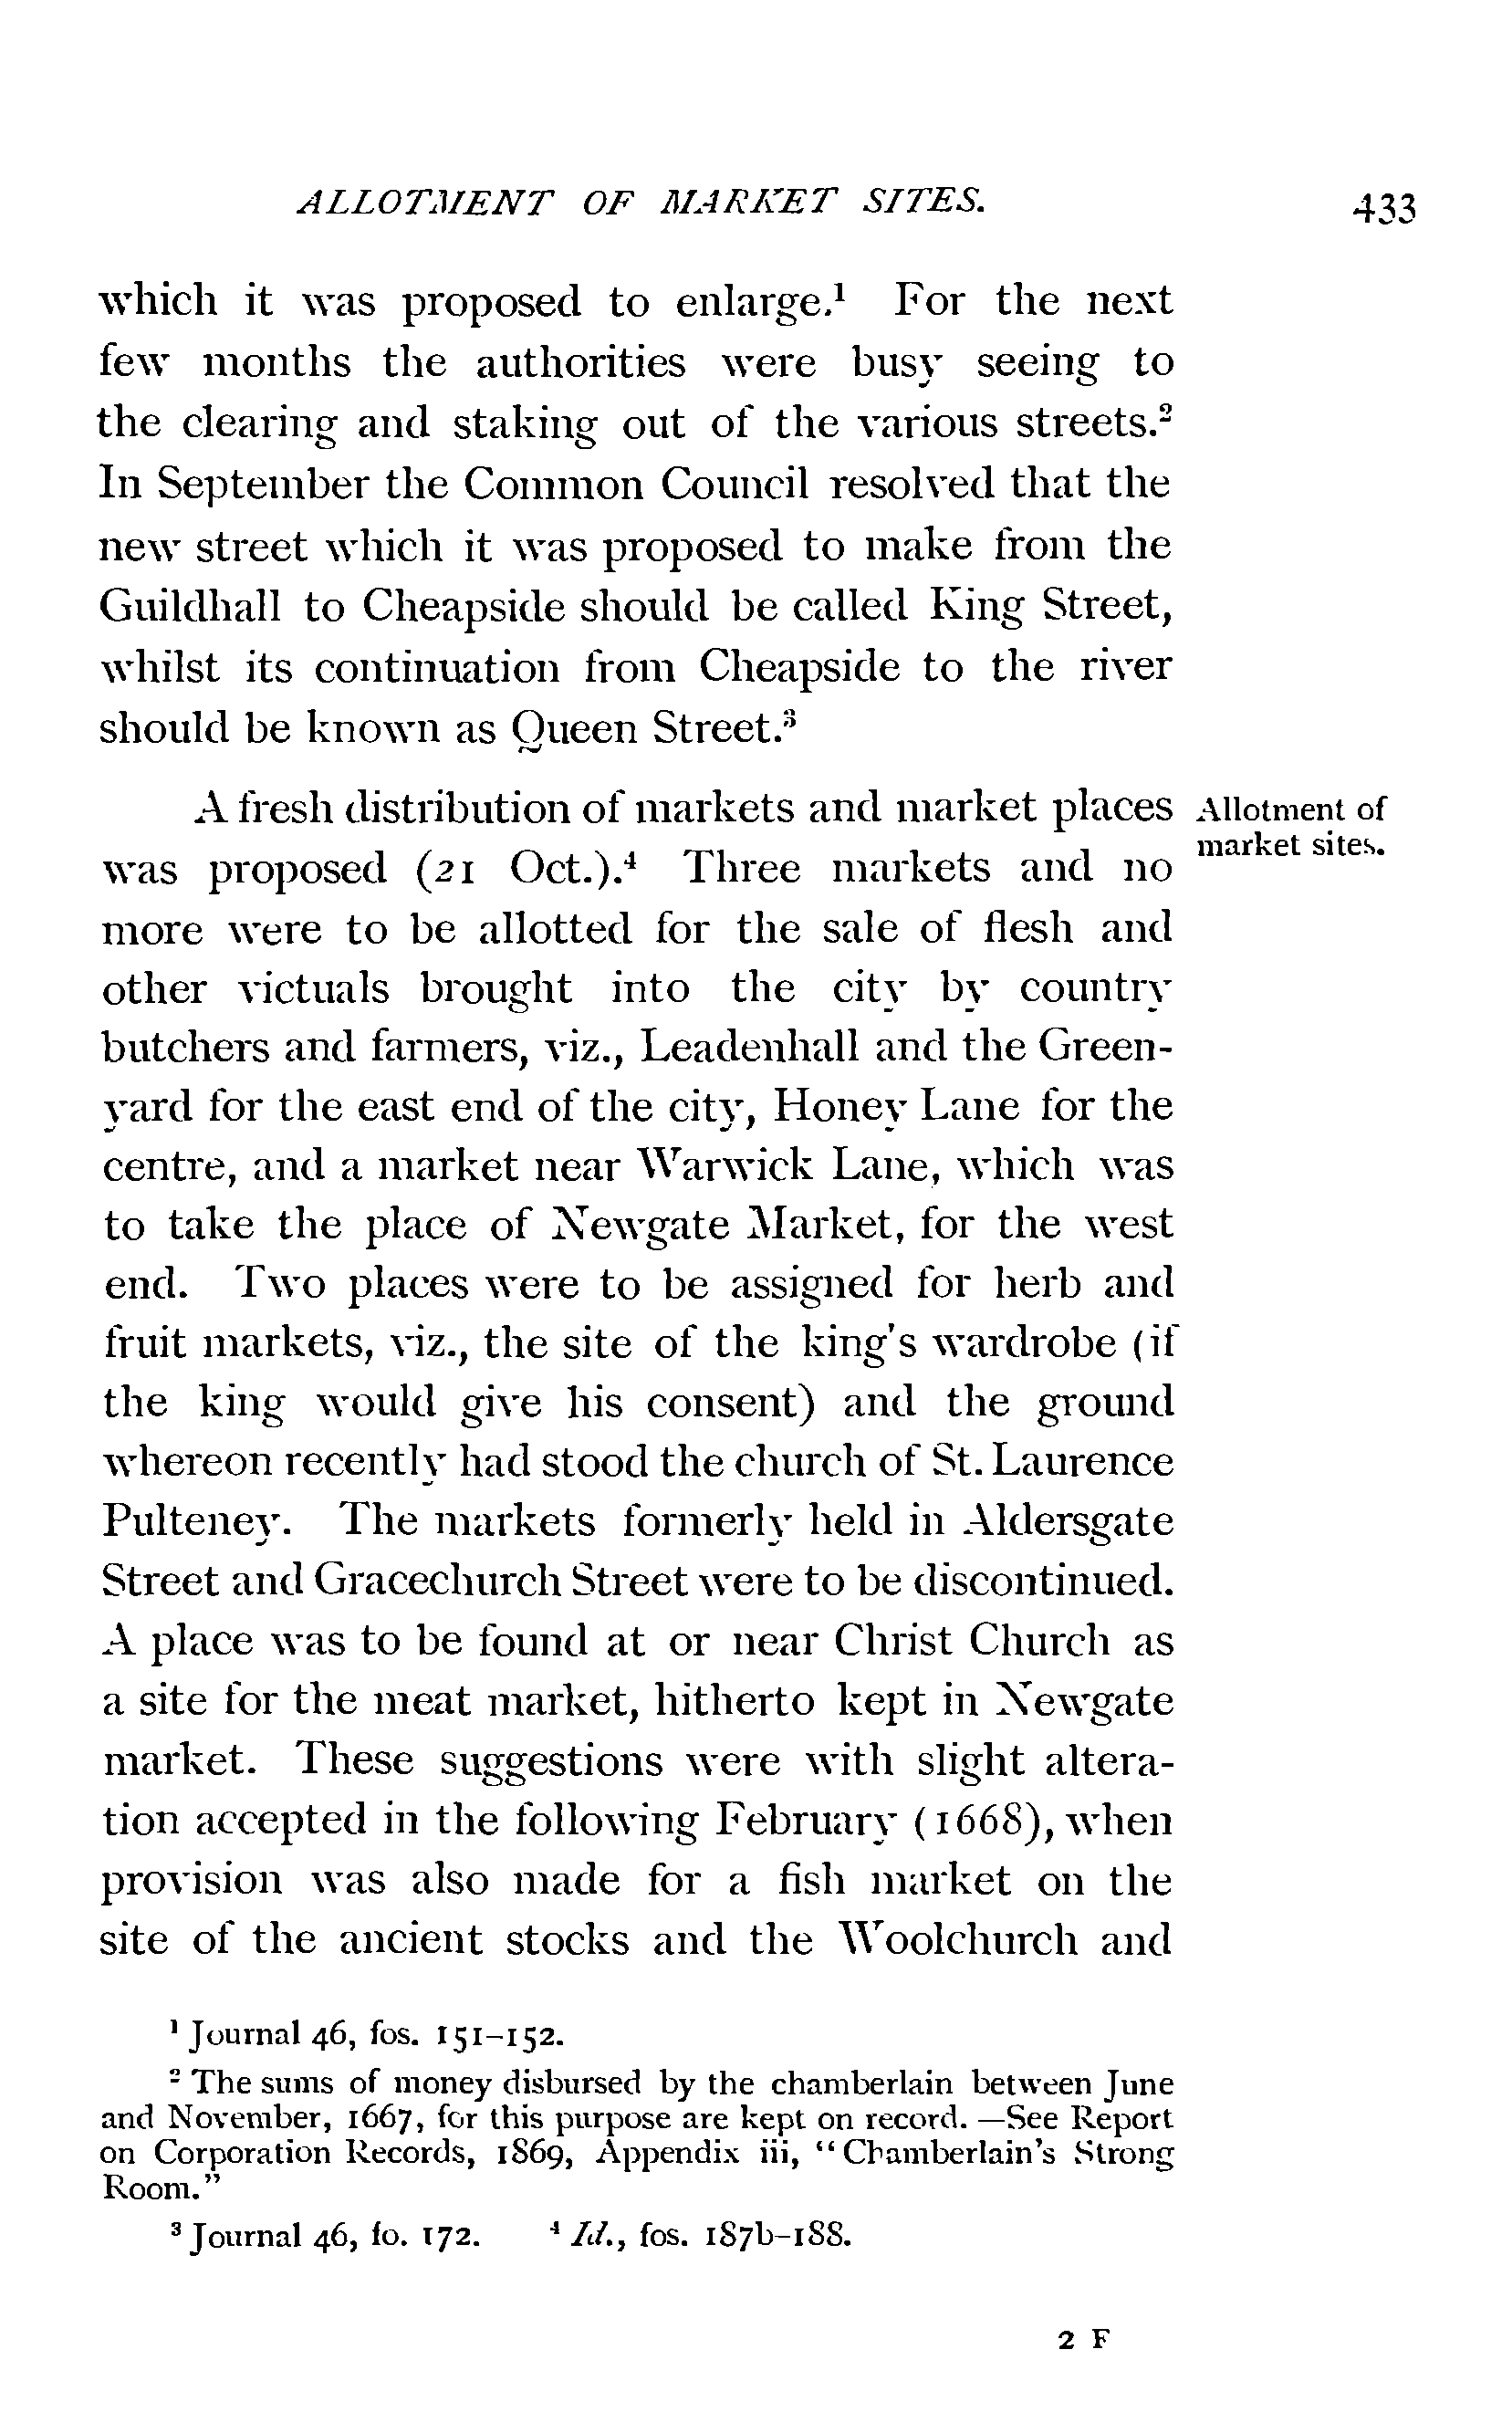 ALLOTMENT OF MARKET SITES. 433
which it was proposed to enlarge.¹ For the next
few months the authorities were busy seeing to
the clearing and staking out of the various streets.²
In September the Common Council resolved that the
new street which it was proposed to make from the
Guildhall to Cheapside should be called King Street,
whilst its continuation from Cheapside to the river
should be known as Queen Street.³
A fresh distribution of markets and market places
was proposed (21 Oct.).⁴ Three markets and no
more were to be allotted for the sale of flesh and
other victuals brought into the city by country
butchers and farmers, viz., Leadenhall and the Green-
yard for the east end of the city, Honey Lane for the
centre, and a market near Warwick Lane, which was
to take the place of Newgate Market, for the west
end. Two places were to be assigned for herb and
fruit markets, viz., the site of the king's wardrobe (if
the king would give his consent) and the ground
whereon recently had stood the church of St. Laurence
Pulteney. The markets formerly held in Aldersgate
Street and Gracechurch Street were to be discontinued.
A place was to be found at or near Christ Church as
a site for the meat market, hitherto kept in Newgate
market. These suggestions were with slight altera-
tion accepted in the following February (1668), when
provision was also made for a fish market on the
site of the ancient stocks and the Woolchurch and
Allotment of
market sites.
¹ Journal 46, fos. 151–152.
² The sums of money disbursed by the chamberlain between June
and November, 1667, for this purpose are kept on record. —See Report
on Corporation Records, 1869, Appendix iii, "Chamberlain's Strong
Room."
³ Journal 46, fo. 172. ⁴ Id., fos. 187b–188.
2 F